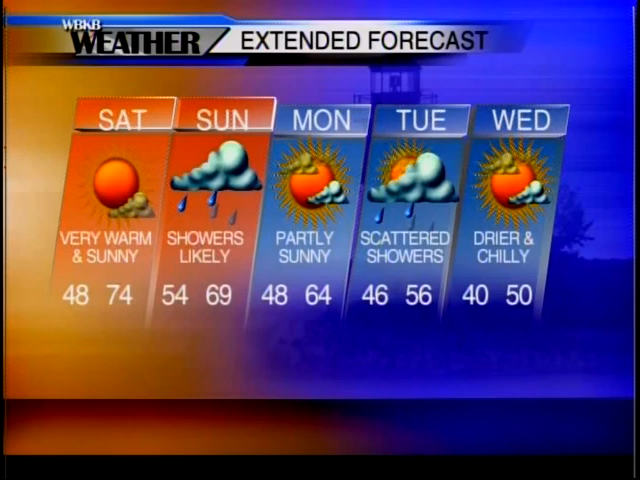 WBKB
WEATHER
EXTENDED FORECAST
SAT
SUN
MON
TUE
WED
VERY WARM
& SUNNY
SHOWERS
LIKELY
PARTLY
SUNNY
SCATTERED
SHOWERS
DRIER &
CHILLY
48 74
54 69
48 64
46 56
40 50